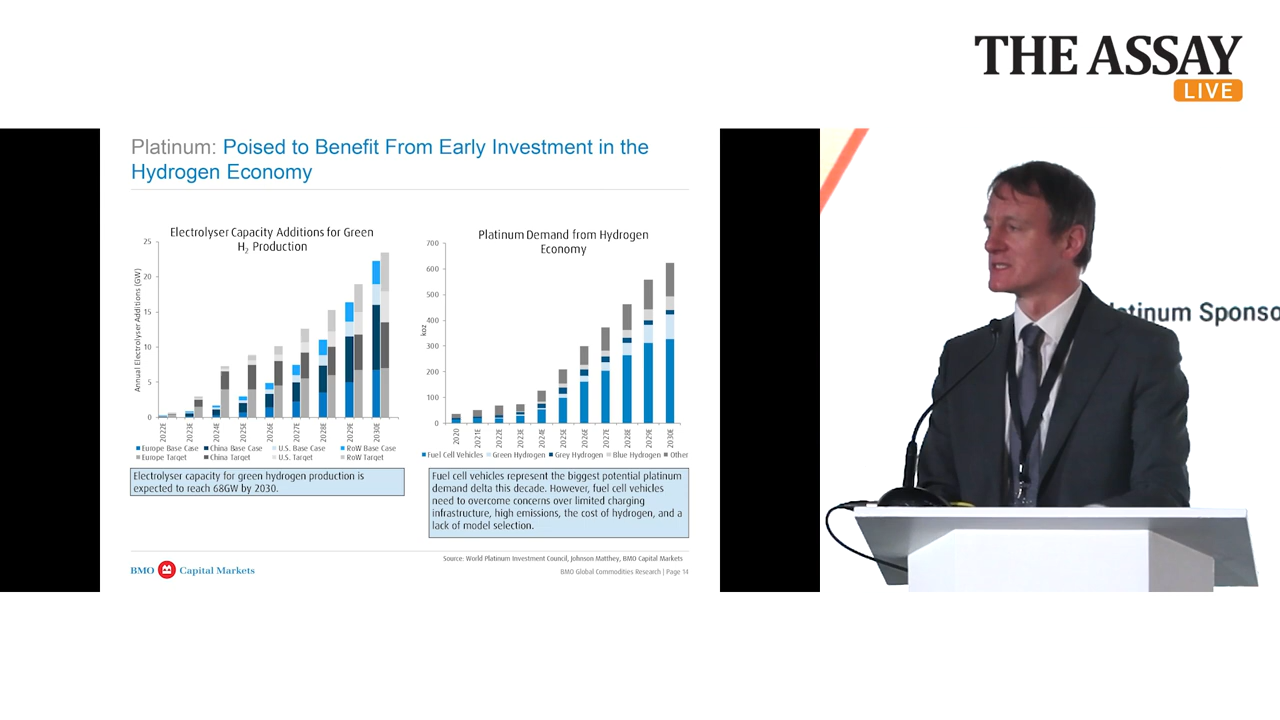 THE ASSAY
LIVE
Platinum: Poised to Benefit From Early Investment in the
Hydrogen Economy
Electrolyser Capacity Additions for Green
H2 Production
Annual Electrolyser Additions (GW)
25
20
15
10
5
0
2022E 2023E 2024E 2025E 2026E 2027E 2028E 2029E 2030E
Europe Base Case China Base Case U.S. Base Case RoW Base Case
Europe Target China Target U.S. Target RoW Target
Electrolyser capacity for green hydrogen production is
expected to reach 68GW by 2030.
Platinum Demand from Hydrogen
Economy
koz
700
600
500
400
300
200
100
0
2020 2021E 2022E 2023E 2024E 2025E 2026E 2027E 2028E 2029E 2030E
Fuel Cell Vehicles Green Hydrogen Grey Hydrogen Blue Hydrogen Other
Fuel cell vehicles represent the biggest potential platinum
demand delta this decade. However, fuel cell vehicles
need to overcome concerns over limited charging
infrastructure, high emissions, the cost of hydrogen, and a
lack of model selection.
Source: World Platinum Investment Council, Johnson Matthey, BMO Capital Markets
BMO Capital Markets
BMO Global Commodities Research | Page 14
latinum Sponso